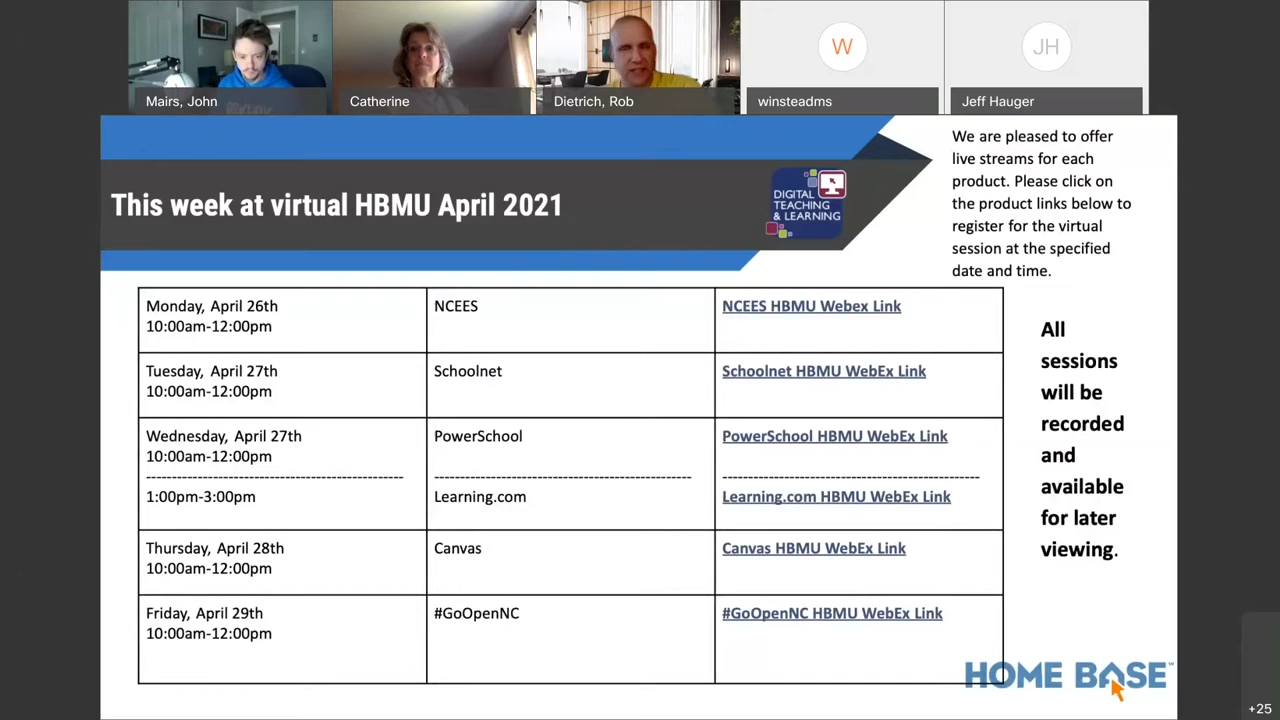 Mairs, John
Catherine
Dietrich, Rob
W
winsteadms
JH
Jeff Hauger
This week at virtual HBMU April 2021
DIGITAL
TEACHING
& LEARNING
We are pleased to offer
live streams for each
product. Please click on
the product links below to
register for the virtual
session at the specified
date and time.
Monday, April 26th
10:00am-12:00pm
NCEES
NCEES HBMU Webex Link
Tuesday, April 27th
10:00am-12:00pm
Schoolnet
Schoolnet HBMU WebEx Link
Wednesday, April 27th
10:00am-12:00pm
PowerSchool
PowerSchool HBMU WebEx Link
1:00pm-3:00pm
Learning.com
Learning.com HBMU WebEx Link
Thursday, April 28th
10:00am-12:00pm
Canvas
Canvas HBMU WebEx Link
Friday, April 29th
10:00am-12:00pm
#GoOpenNC
#GoOpenNC HBMU WebEx Link
All
sessions
will be
recorded
and
available
for later
viewing.
HOME BASE™
+25